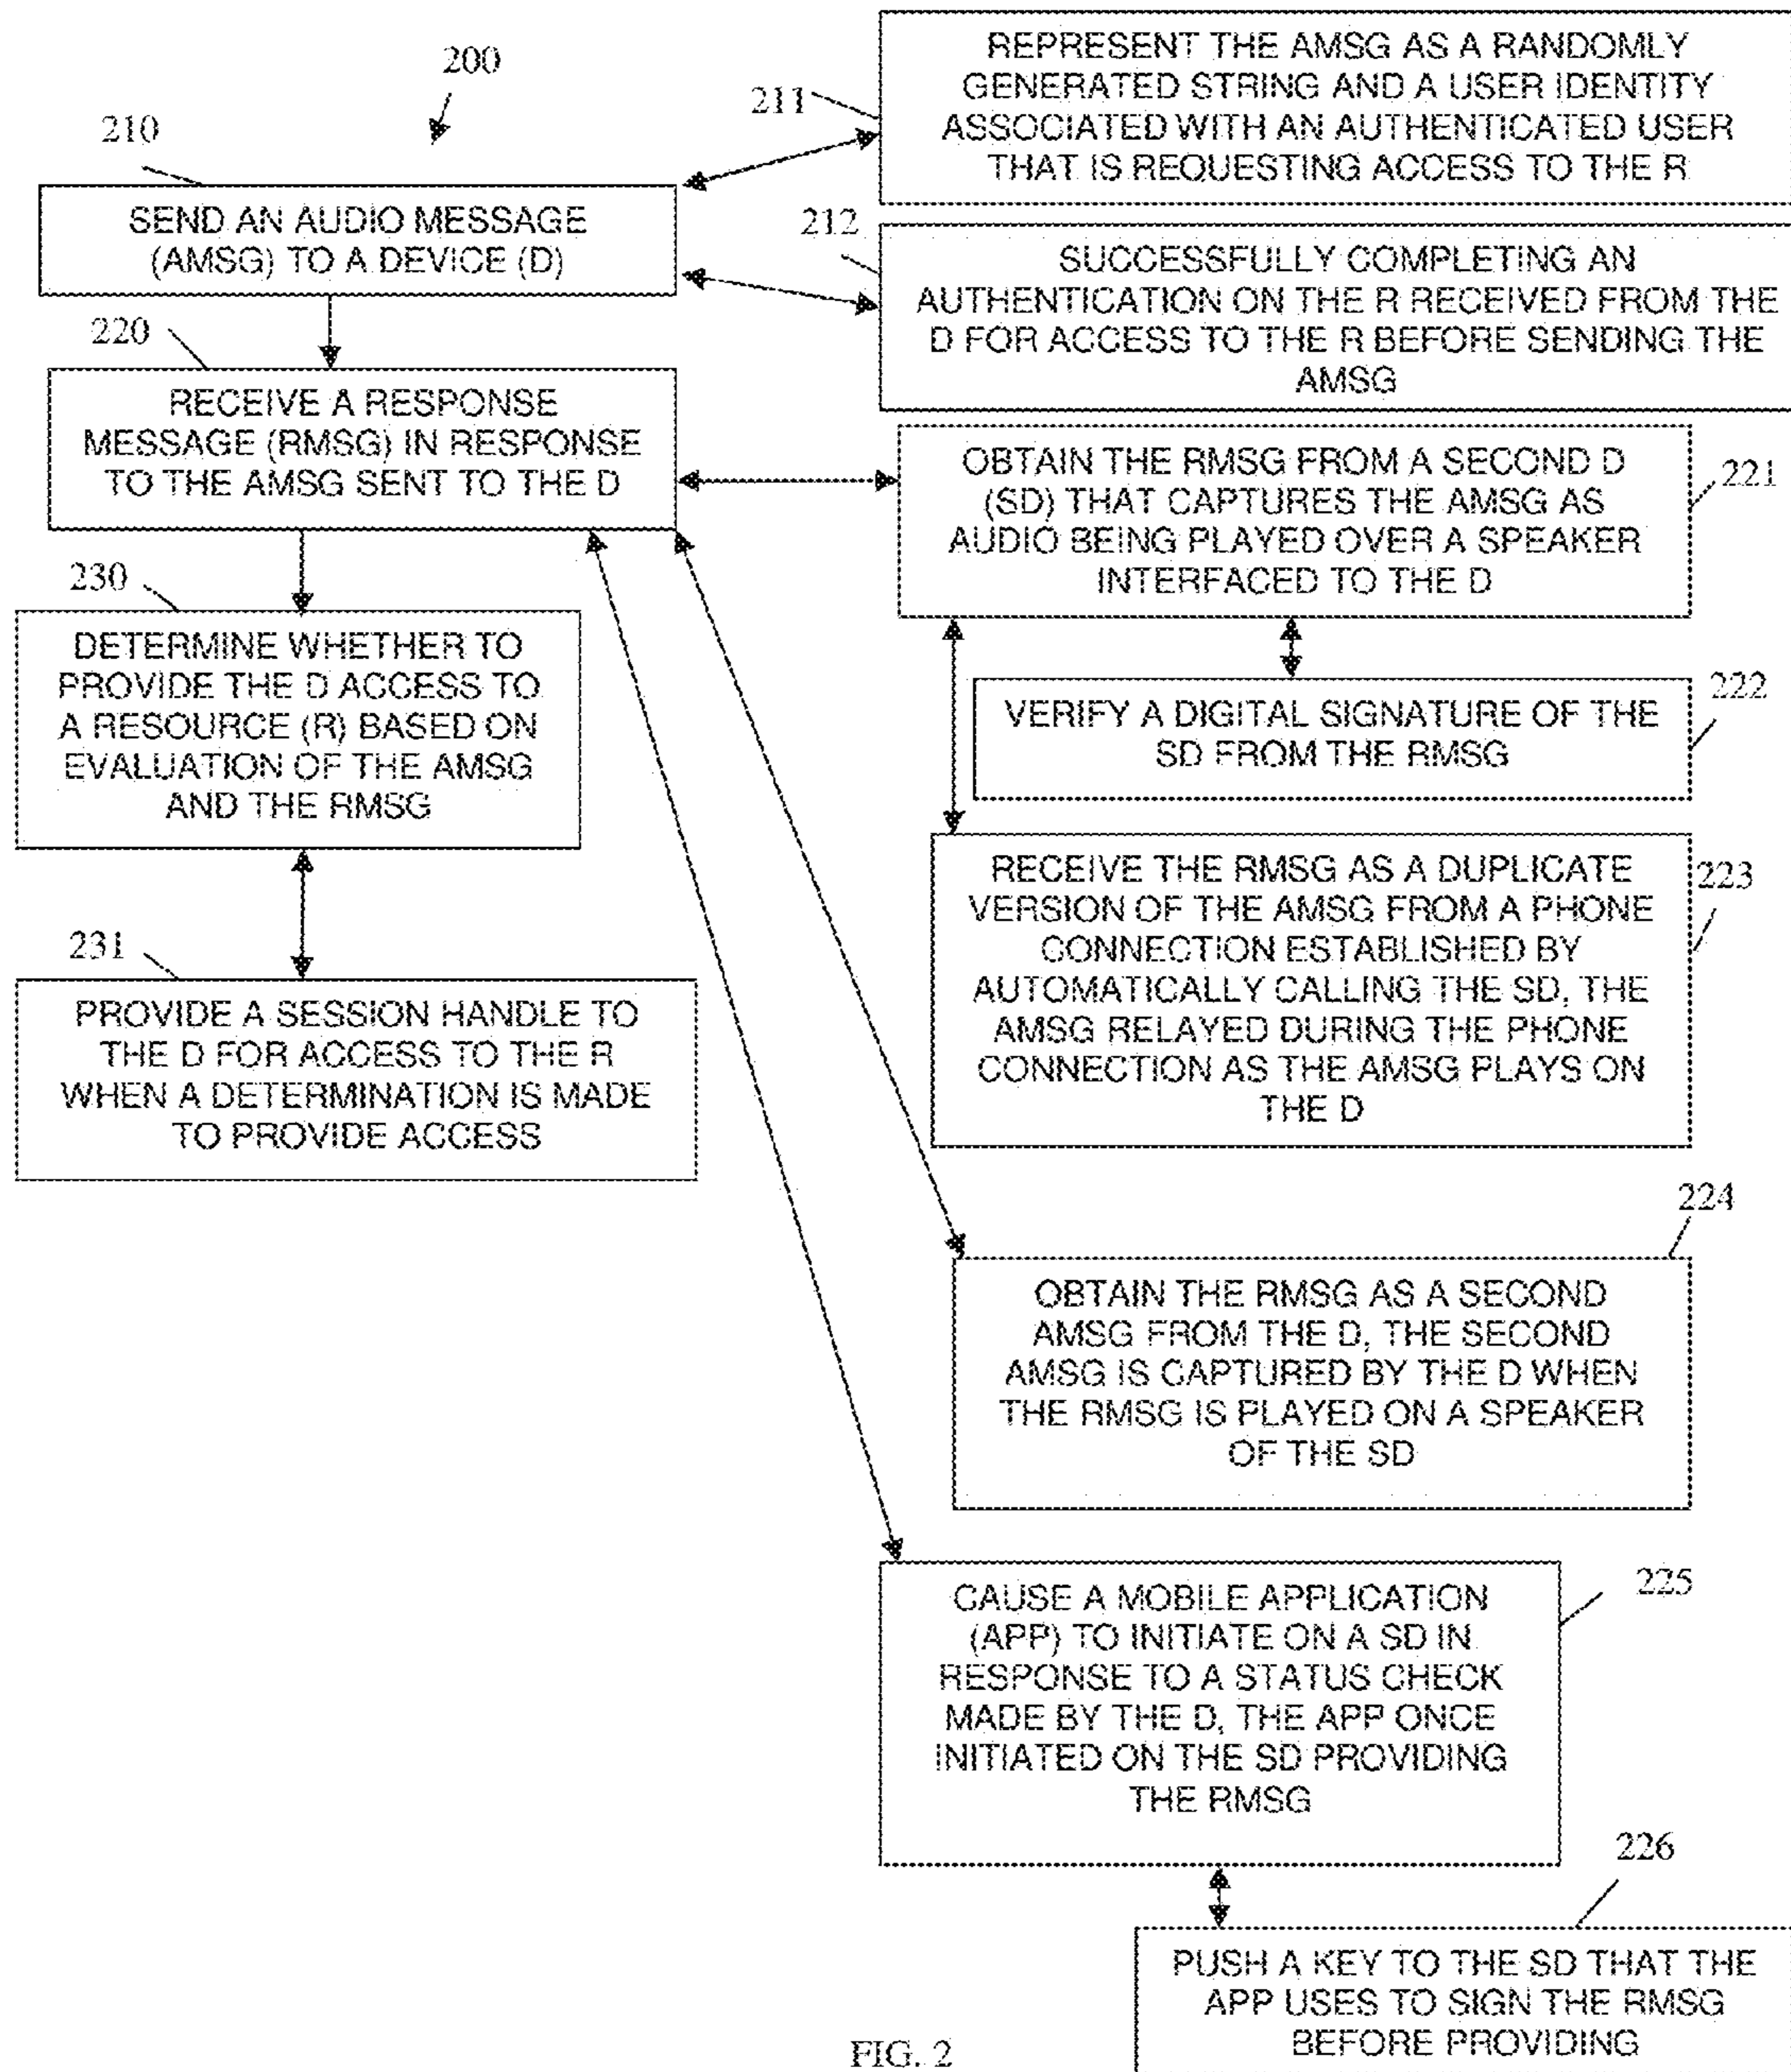 200
210
SEND AN AUDIO MESSAGE
(AMSG) TO A DEVICE (D)
211
REPRESENT THE AMSG AS A RANDOMLY
GENERATED STRING AND A USER IDENTITY
ASSOCIATED WITH AN AUTHENTICATED USER
THAT IS REQUESTING ACCESS TO THE R
212
SUCCESSFULLY COMPLETING AN
AUTHENTICATION ON THE R RECEIVED FROM THE
D FOR ACCESS TO THE R BEFORE SENDING THE
AMSG
220
RECEIVE A RESPONSE
MESSAGE (RMSG) IN RESPONSE
TO THE AMSG SENT TO THE D
221
OBTAIN THE RMSG FROM A SECOND D
(SD) THAT CAPTURES THE AMSG AS
AUDIO BEING PLAYED OVER A SPEAKER
INTERFACED TO THE D
222
VERIFY A DIGITAL SIGNATURE OF THE
SD FROM THE RMSG
223
RECEIVE THE RMSG AS A DUPLICATE
VERSION OF THE AMSG FROM A PHONE
CONNECTION ESTABLISHED BY
AUTOMATICALLY CALLING THE SD, THE
AMSG RELAYED DURING THE PHONE
CONNECTION AS THE AMSG PLAYS ON
THE D
230
DETERMINE WHETHER TO
PROVIDE THE D ACCESS TO
A RESOURCE (R) BASED ON
EVALUATION OF THE AMSG
AND THE RMSG
231
PROVIDE A SESSION HANDLE TO
THE D FOR ACCESS TO THE R
WHEN A DETERMINATION IS MADE
TO PROVIDE ACCESS
224
OBTAIN THE RMSG AS A SECOND
AMSG FROM THE D, THE SECOND
AMSG IS CAPTURED BY THE D WHEN
THE RMSG IS PLAYED ON A SPEAKER
OF THE SD
225
CAUSE A MOBILE APPLICATION
(APP) TO INITIATE ON A SD IN
RESPONSE TO A STATUS CHECK
MADE BY THE D, THE APP ONCE
INITIATED ON THE SD PROVIDING
THE RMSG
226
PUSH A KEY TO THE SD THAT THE
APP USES TO SIGN THE RMSG
BEFORE PROVIDING
FIG. 2